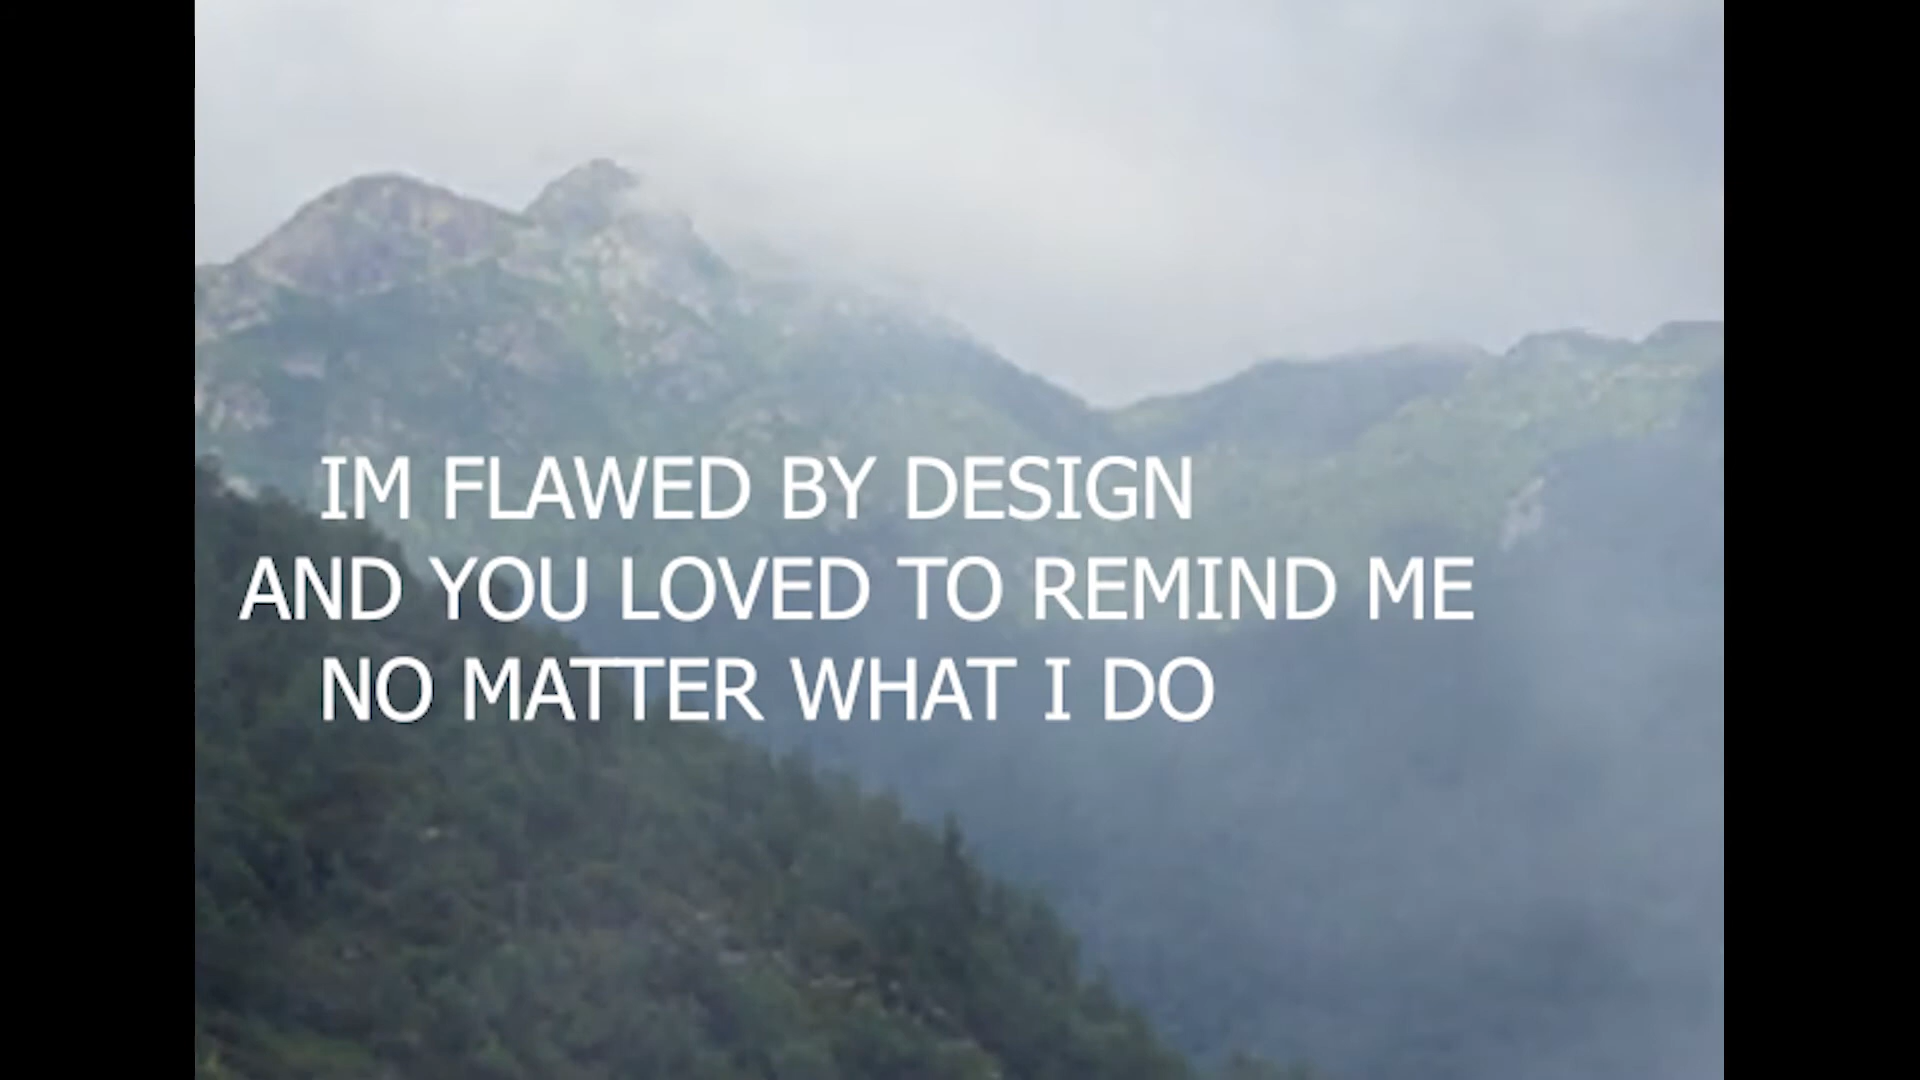 IM FLAWED BY DESIGN
AND YOU LOVED TO REMIND ME
NO MATTER WHAT I DO